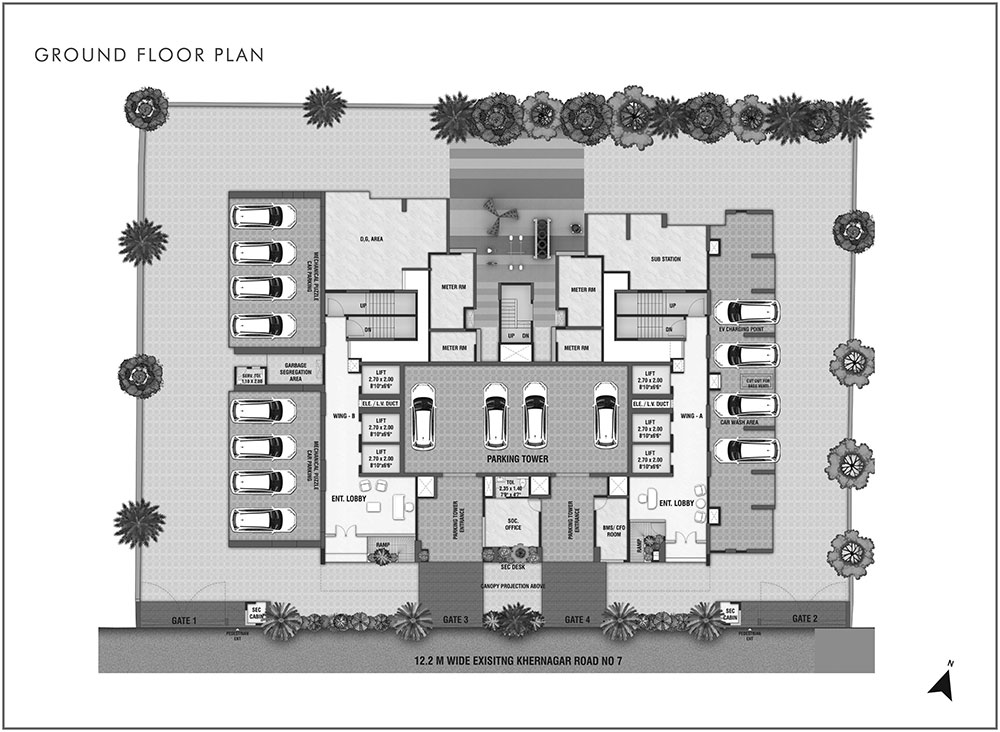 GROUND FLOOR PLAN
D.G. AREA
SUB STATION
MECHANICAL PUZZLE
CAR PARKING
METER RM
METER RM
UP
DN
UP
DN
UP DN
METER RM
METER RM
EV CHARGING POINT
GARBAGE
SEGREGATION
AREA
SERV. TOI.
1.10 X 2.00
LIFT
2.70 x 2.00
8'10"x6'6"
ELE. / L.V. DUCT
LIFT
2.70 x 2.00
8'10"x6'6"
LIFT
2.70 x 2.00
8'10"x6'6"
WING - B
LIFT
2.70 x 2.00
8'10"x6'6"
ELE. / L.V. DUCT
LIFT
2.70 x 2.00
8'10"x6'6"
LIFT
2.70 x 2.00
8'10"x6'6"
WING - A
CUT OUT FOR
CAR WASH AREA
MECHANICAL PUZZLE
CAR PARKING
PARKING TOWER
ENT. LOBBY
ENT. LOBBY
TOI.
2.35 x 1.40
7'9" x 4'7"
PARKING TOWER
ENTRANCE
SOC.
OFFICE
PARKING TOWER
ENTRANCE
BMS/ CFO
ROOM
RAMP
RAMP
SEC DESK
CANOPY PROJECTION ABOVE
GATE 1
SEC
CABIN
GATE 3
GATE 4
SEC
CABIN
GATE 2
PEDESTRIAN
ENT
PEDESTRIAN
ENT
12.2 M WIDE EXISITNG KHERNAGAR ROAD NO 7
N